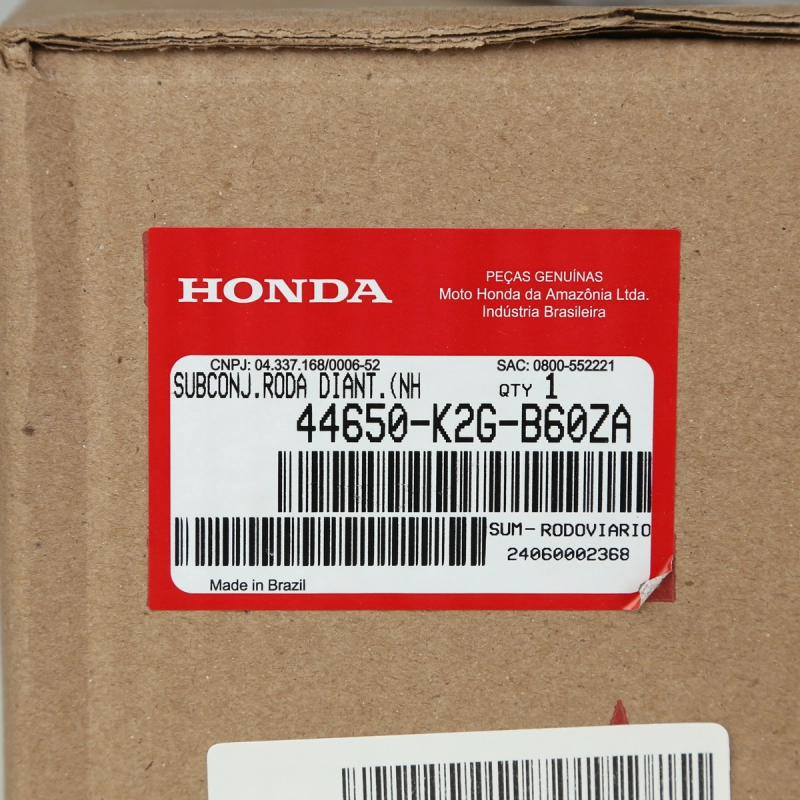 HONDA
PEÇAS GENUÍNAS
Moto Honda da Amazônia Ltda.
Indústria Brasileira
CNPJ: 04.337.168/0006-52
SAC: 0800-552221
SUBCONJ.RODA DIANT.(NH
QTY 1
44650-K2G-B60ZA
SUM-RODOVIARIO
24060002368
Made in Brazil